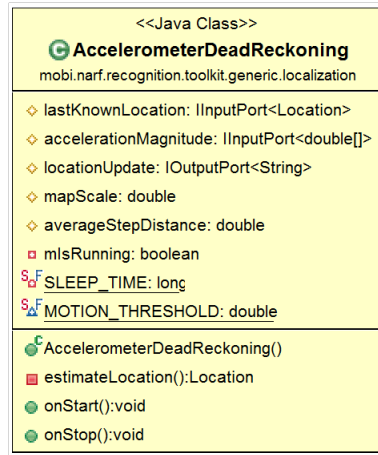 <<Java Class>>
C AccelerometerDeadReckoning
mobi.narf.recognition.toolkit.generic.localization
lastKnownLocation: IInputPort<Location>
accelerationMagnitude: IInputPort<double[]>
locationUpdate: IOutputPort<String>
mapScale: double
averageStepDistance: double
mIsRunning: boolean
S F SLEEP_TIME: long
S F MOTION_THRESHOLD: double
C AccelerometerDeadReckoning()
estimateLocation():Location
onStart():void
onStop():void